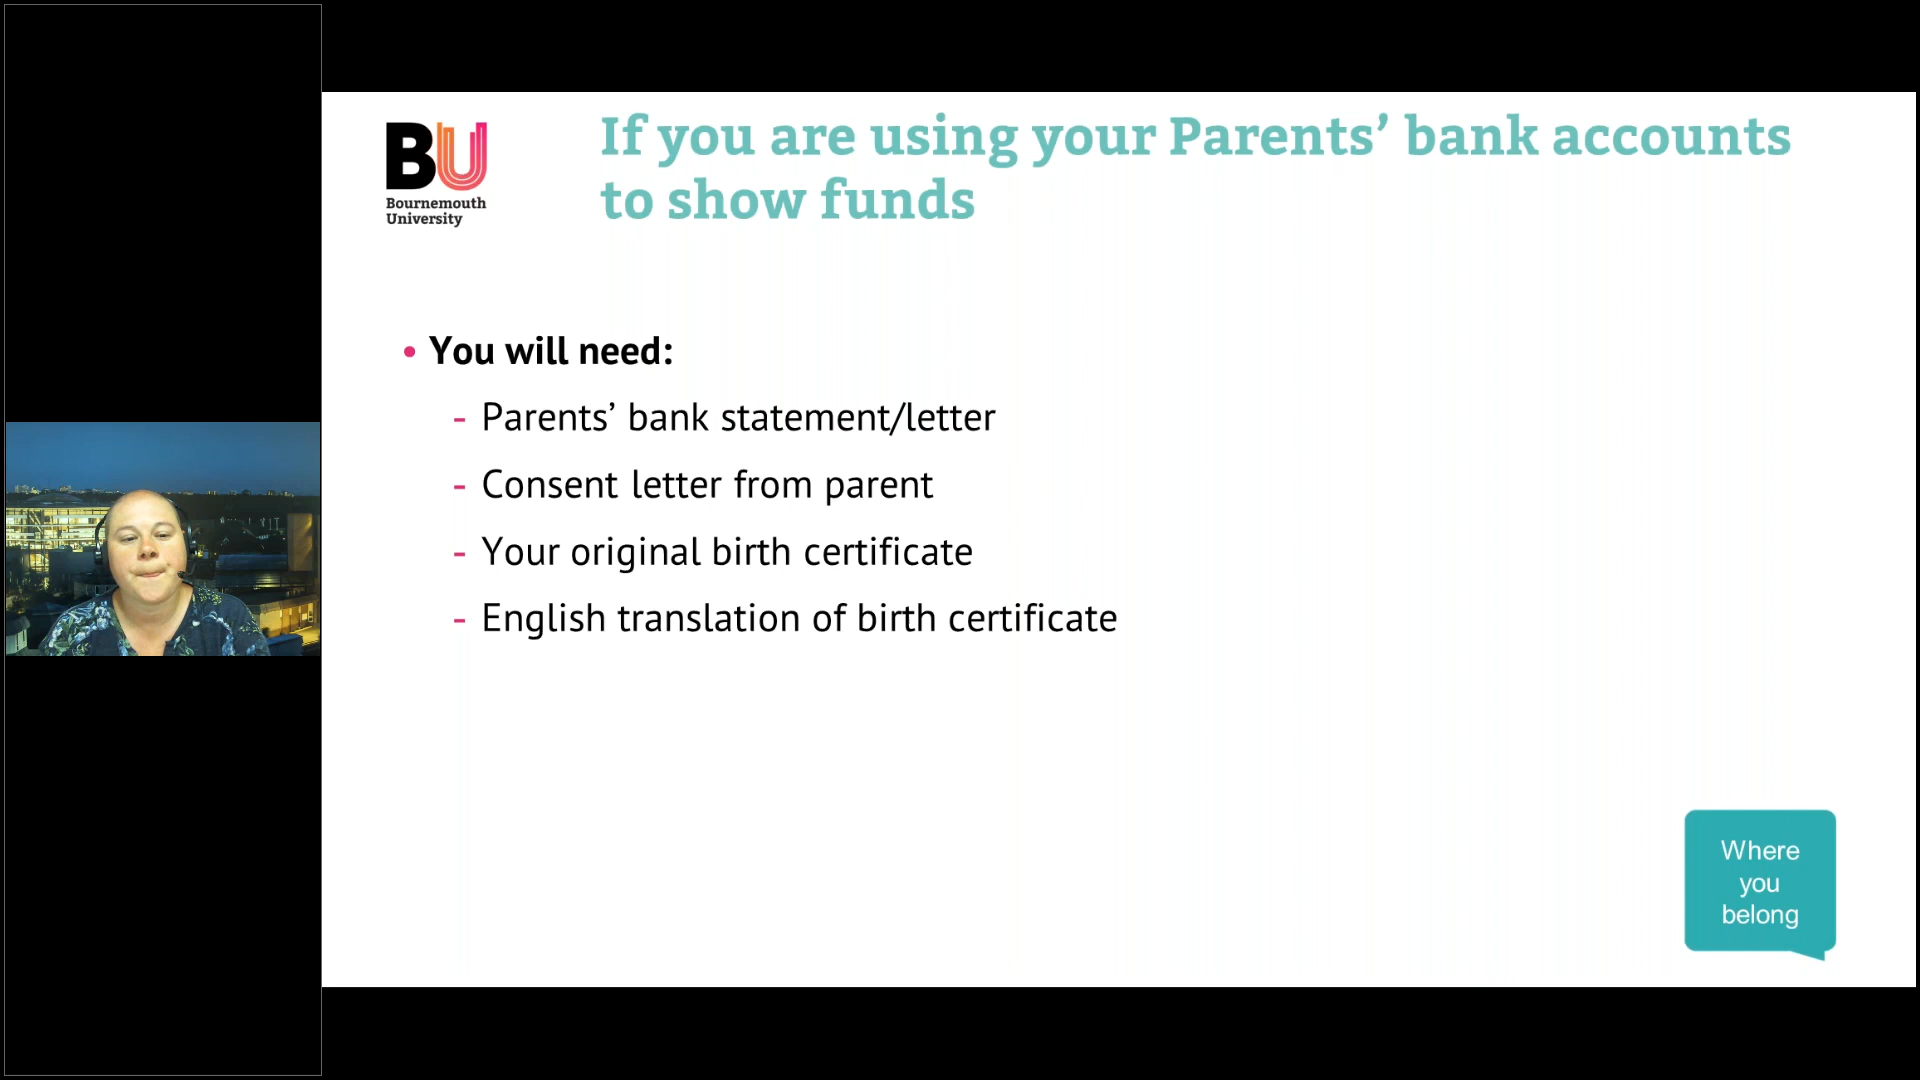 BU
Bournemouth
University
If you are using your Parents’ bank accounts
to show funds
• You will need:
- Parents’ bank statement/letter
- Consent letter from parent
- Your original birth certificate
- English translation of birth certificate
Where
you
belong